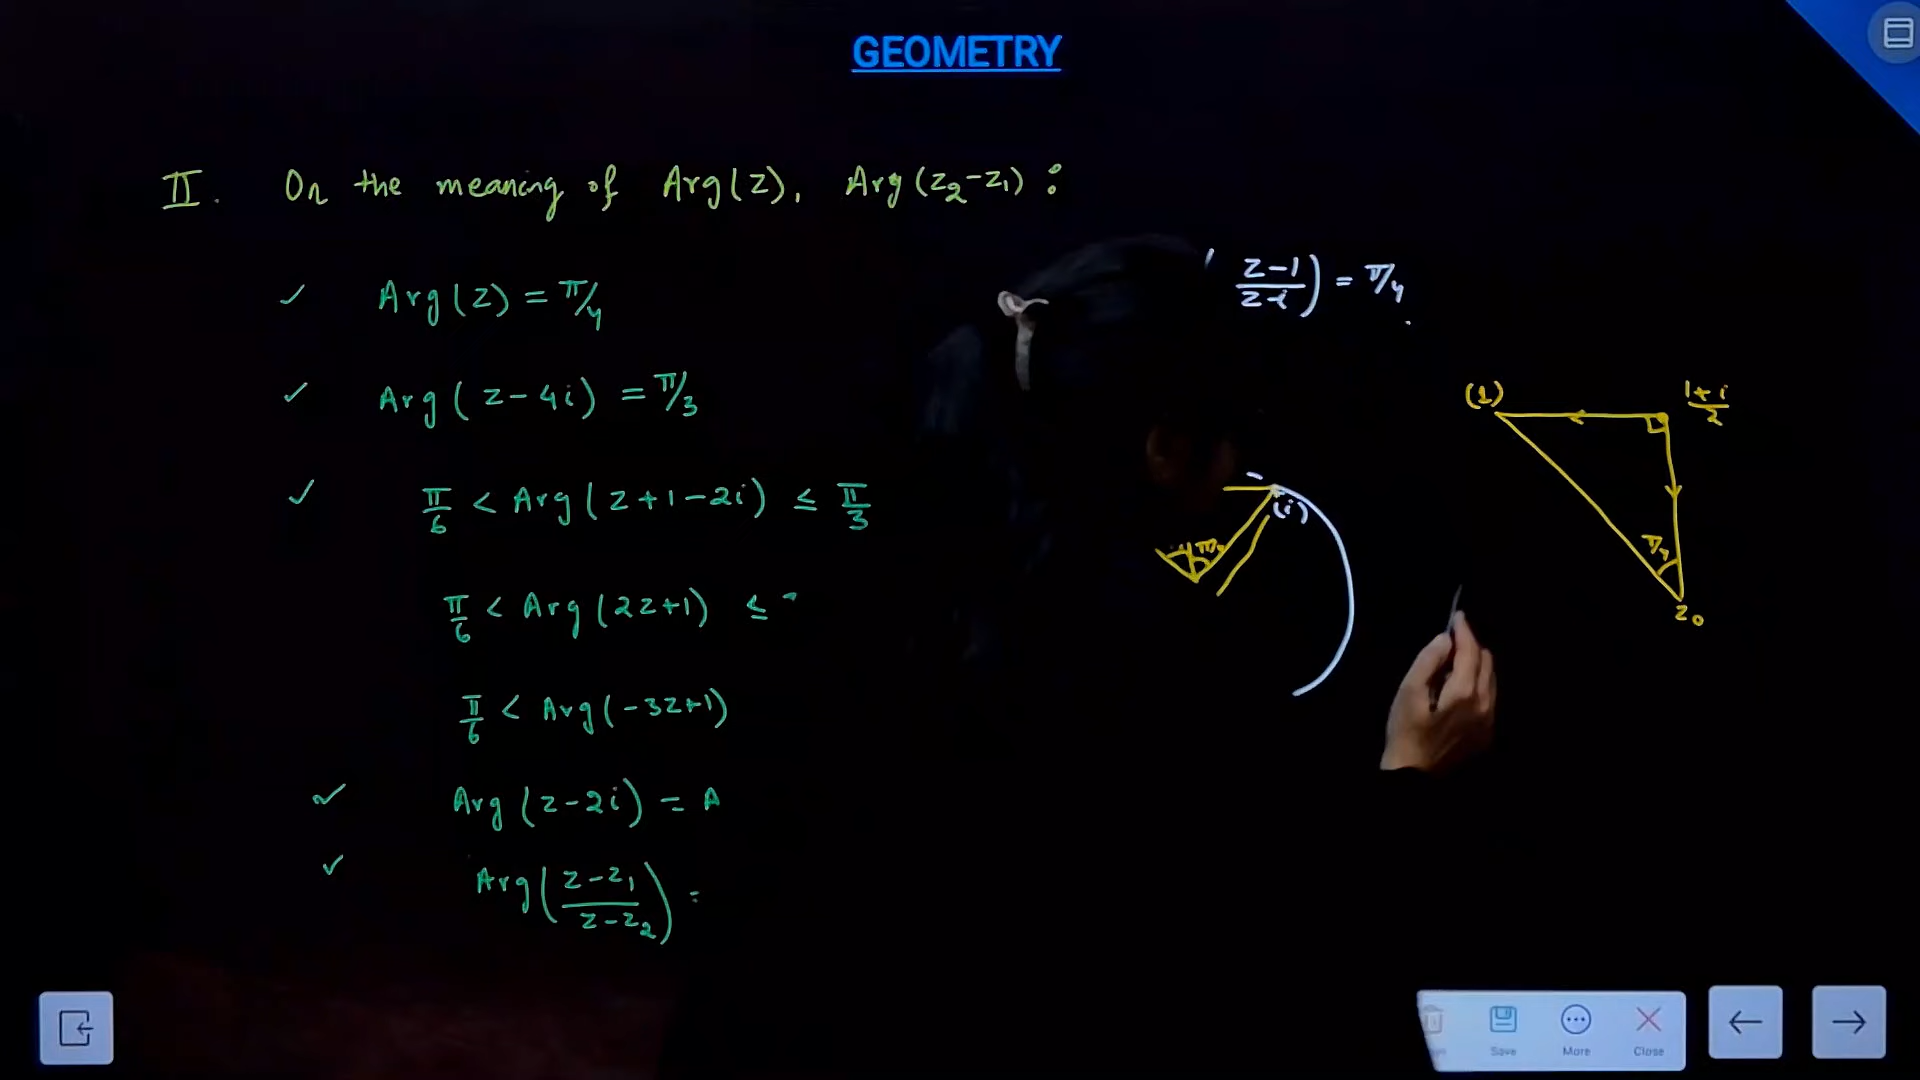 GEOMETRY
II. On the meaning of Arg(z), Arg(z₂-z₁) :
✓ Arg(z) = π/4
✓ Arg(z-4i) = π/3
✓ π/6 < Arg(z+1-2i) ≤ π/3
π/6 < Arg(2z+1) ≤
π/6 < Arg(-3z+1)
✓ Arg(z-2i) = A
✓ Arg((z-z₁)/(z-z₂)) =
(z-1)/(z-i)) = π/4
(1)
(1+i)/2
π/4
z₀
(i)
Save
More
Close